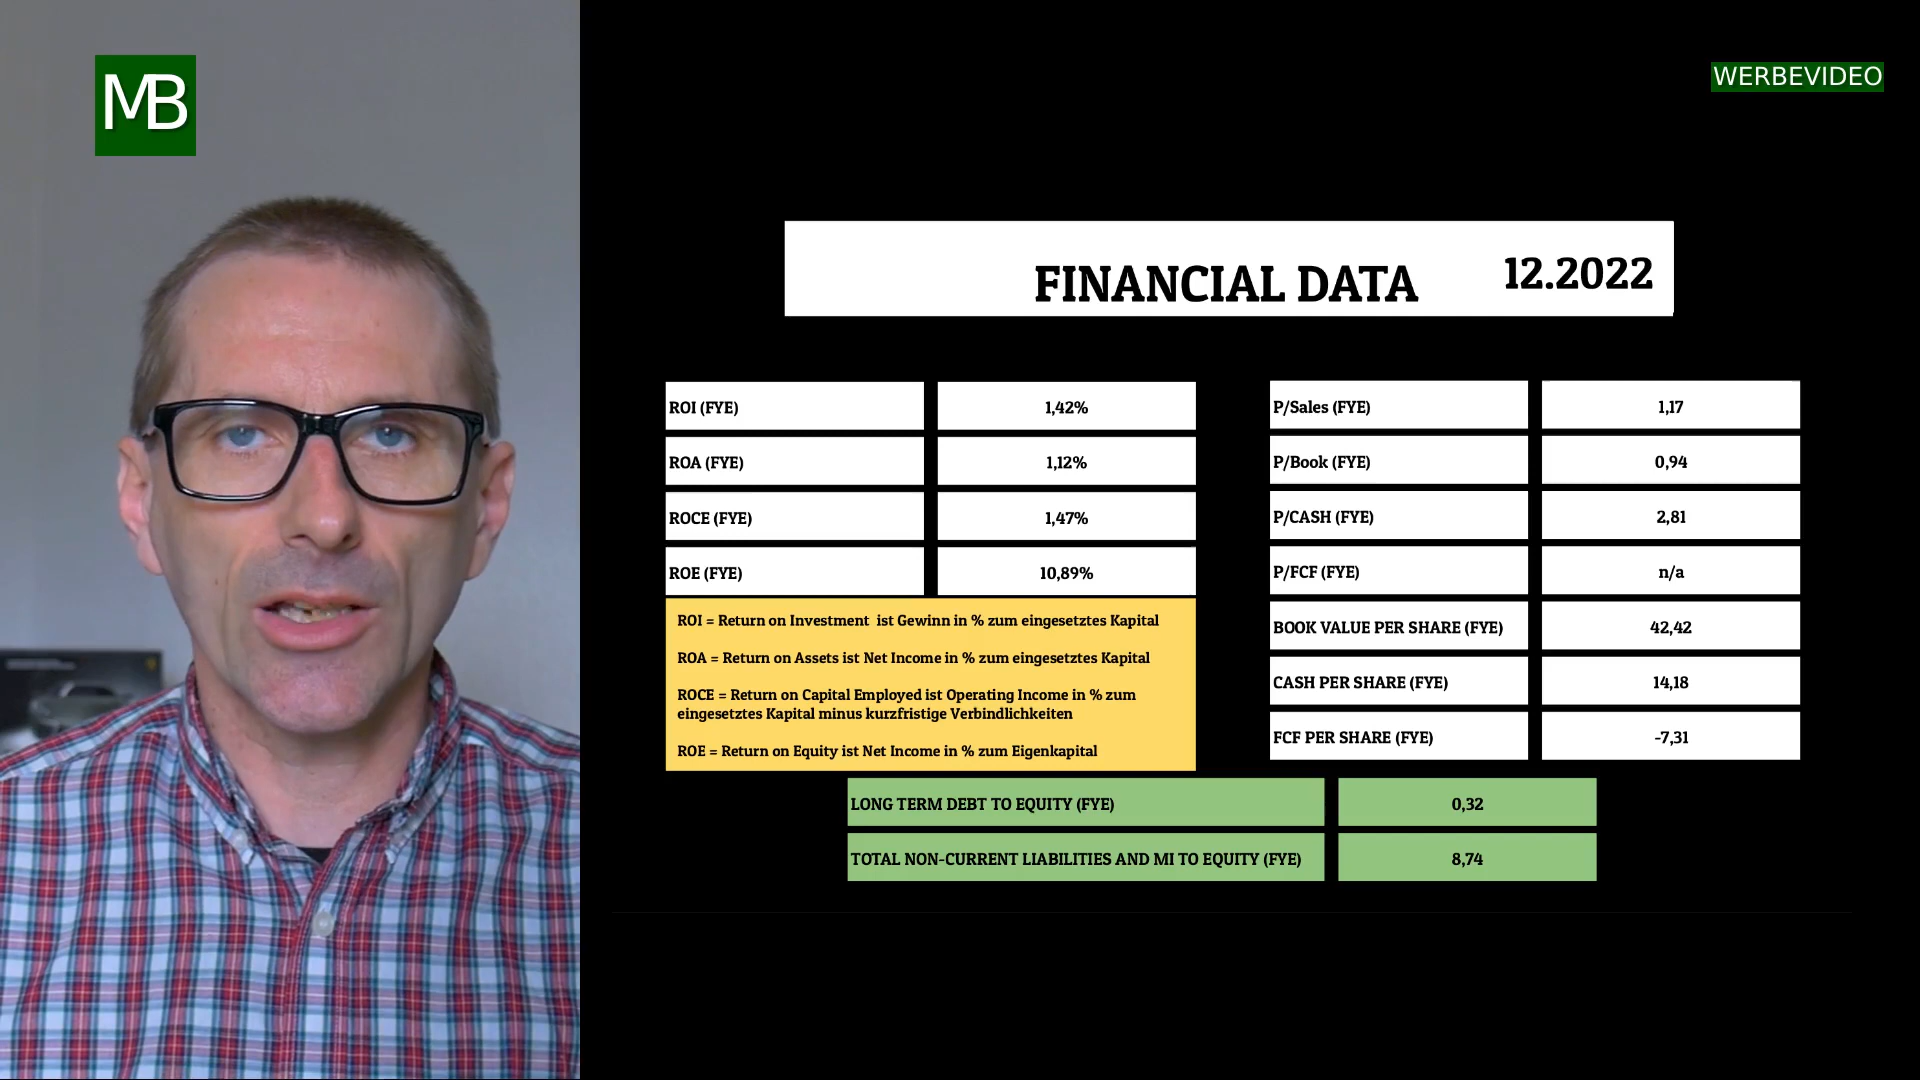 MB
WERBEVIDEO
FINANCIAL DATA
12.2022
ROI (FYE) 1,42%
ROA (FYE) 1,12%
ROCE (FYE) 1,47%
ROE (FYE) 10,89%
ROI = Return on Investment ist Gewinn in % zum eingesetztes Kapital
ROA = Return on Assets ist Net Income in % zum eingesetztes Kapital
ROCE = Return on Capital Employed ist Operating Income in % zum
eingesetztes Kapital minus kurzfristige Verbindlichkeiten
ROE = Return on Equity ist Net Income in % zum Eigenkapital
P/Sales (FYE) 1,17
P/Book (FYE) 0,94
P/CASH (FYE) 2,81
P/FCF (FYE) n/a
BOOK VALUE PER SHARE (FYE) 42,42
CASH PER SHARE (FYE) 14,18
FCF PER SHARE (FYE) -7,31
LONG TERM DEBT TO EQUITY (FYE) 0,32
TOTAL NON-CURRENT LIABILITIES AND MI TO EQUITY (FYE) 8,74